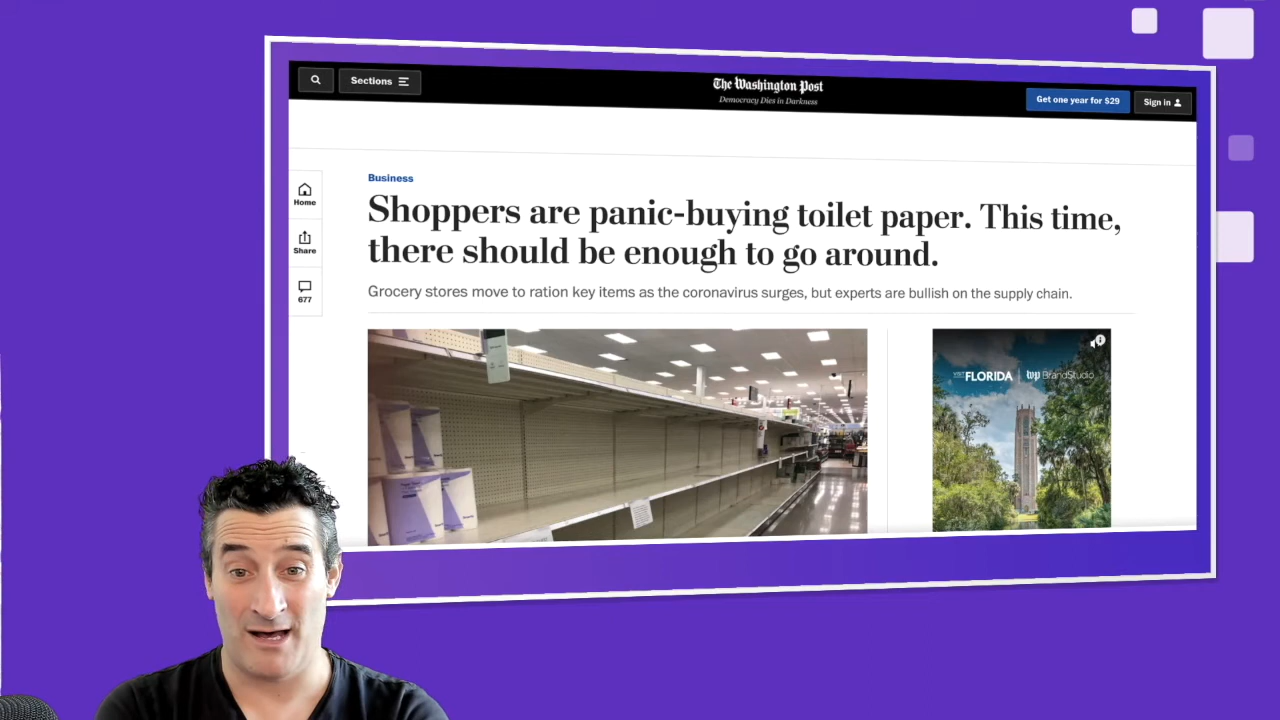 Sections
The Washington Post
Democracy Dies in Darkness
Get one year for $29
Sign in
Home
Share
677
Business
Shoppers are panic-buying toilet paper. This time,
there should be enough to go around.
Grocery stores move to ration key items as the coronavirus surges, but experts are bullish on the supply chain.
FLORIDA
wp BrandStudio